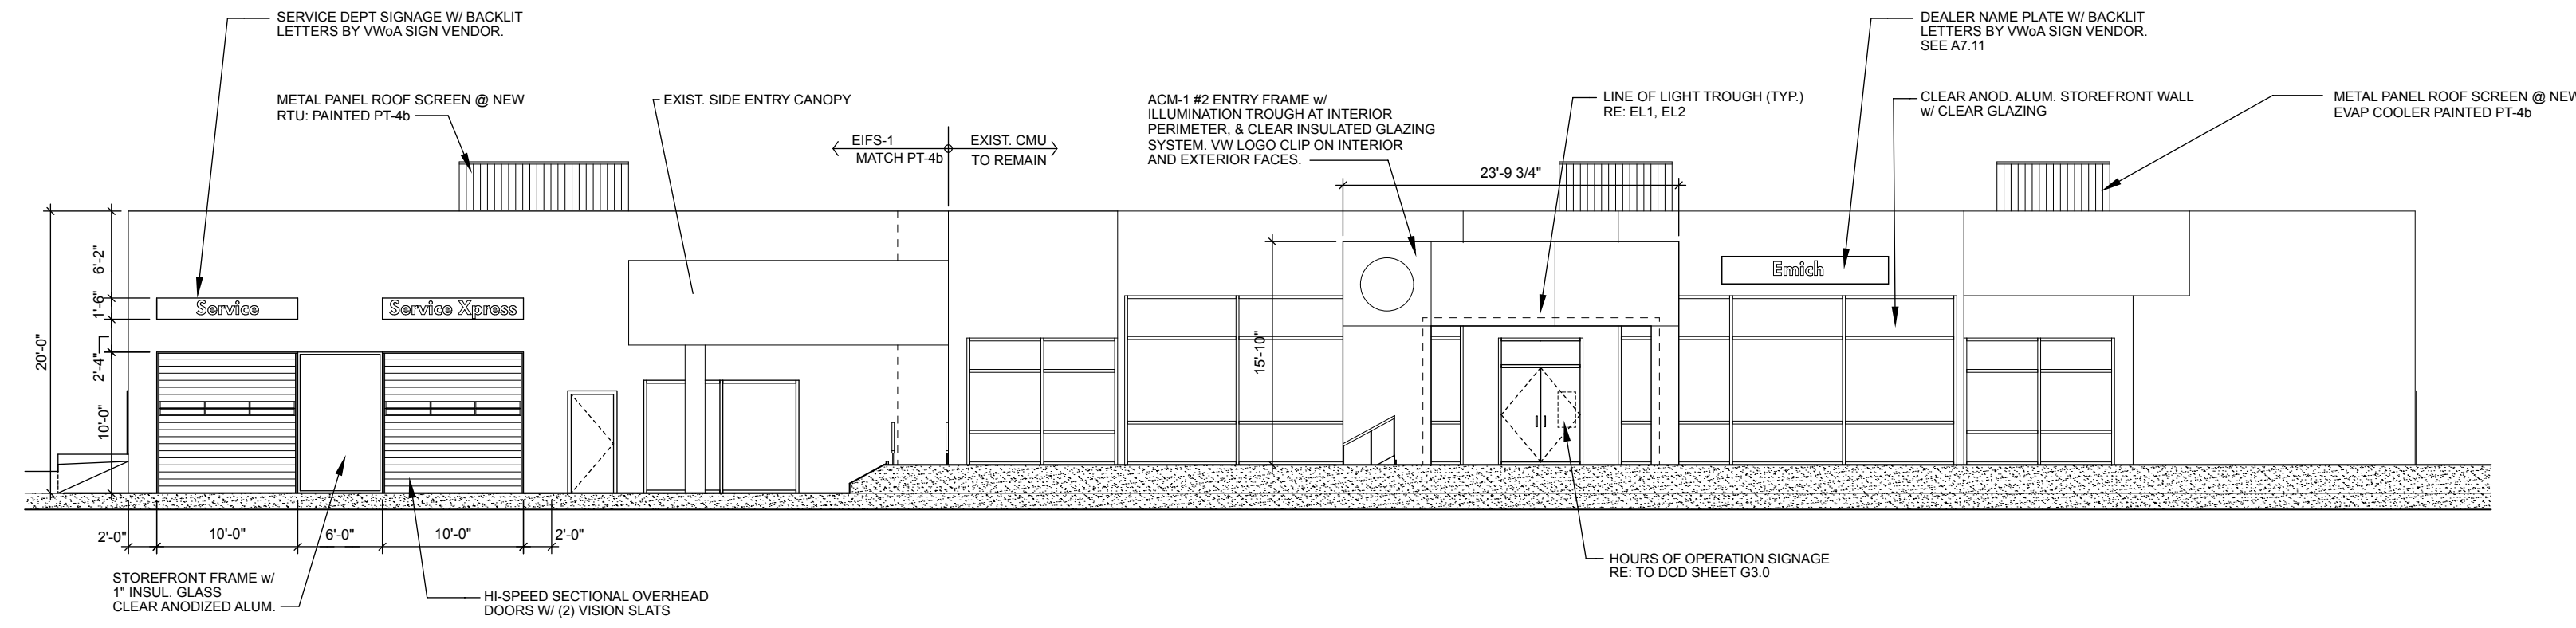 SERVICE DEPT SIGNAGE W/ BACKLIT
LETTERS BY VWoA SIGN VENDOR.
DEALER NAME PLATE W/ BACKLIT
LETTERS BY VWoA SIGN VENDOR.
SEE A7.11
METAL PANEL ROOF SCREEN @ NEW
RTU: PAINTED PT-4b
EXIST. SIDE ENTRY CANOPY
EIFS-1
MATCH PT-4b
EXIST. CMU
TO REMAIN
ACM-1 #2 ENTRY FRAME w/
ILLUMINATION TROUGH AT INTERIOR
PERIMETER, & CLEAR INSULATED GLAZING
SYSTEM. VW LOGO CLIP ON INTERIOR
AND EXTERIOR FACES.
LINE OF LIGHT TROUGH (TYP.)
RE: EL1, EL2
CLEAR ANOD. ALUM. STOREFRONT WALL
w/ CLEAR GLAZING
METAL PANEL ROOF SCREEN @ NEW
EVAP COOLER PAINTED PT-4b
23'-9 3/4"
20'-0"
6'-2"
1'-6"
2'-4"
10'-0"
15'-10"
Service
Service Xpress
Emich
2'-0"
10'-0"
6'-0"
10'-0"
2'-0"
STOREFRONT FRAME w/
1" INSUL. GLASS
CLEAR ANODIZED ALUM.
HI-SPEED SECTIONAL OVERHEAD
DOORS W/ (2) VISION SLATS
HOURS OF OPERATION SIGNAGE
RE: TO DCD SHEET G3.0